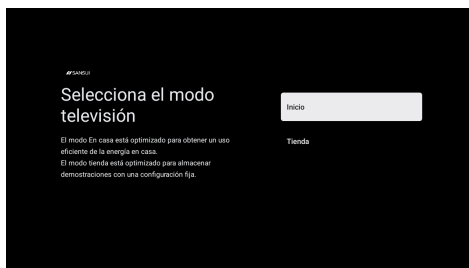 SANSUI
Selecciona el modo
televisión
Inicio
El modo En casa está optimizado para obtener un uso
eficiente de la energía en casa.
Tienda
El modo tienda está optimizado para almacenar
demostraciones con una configuración fija.